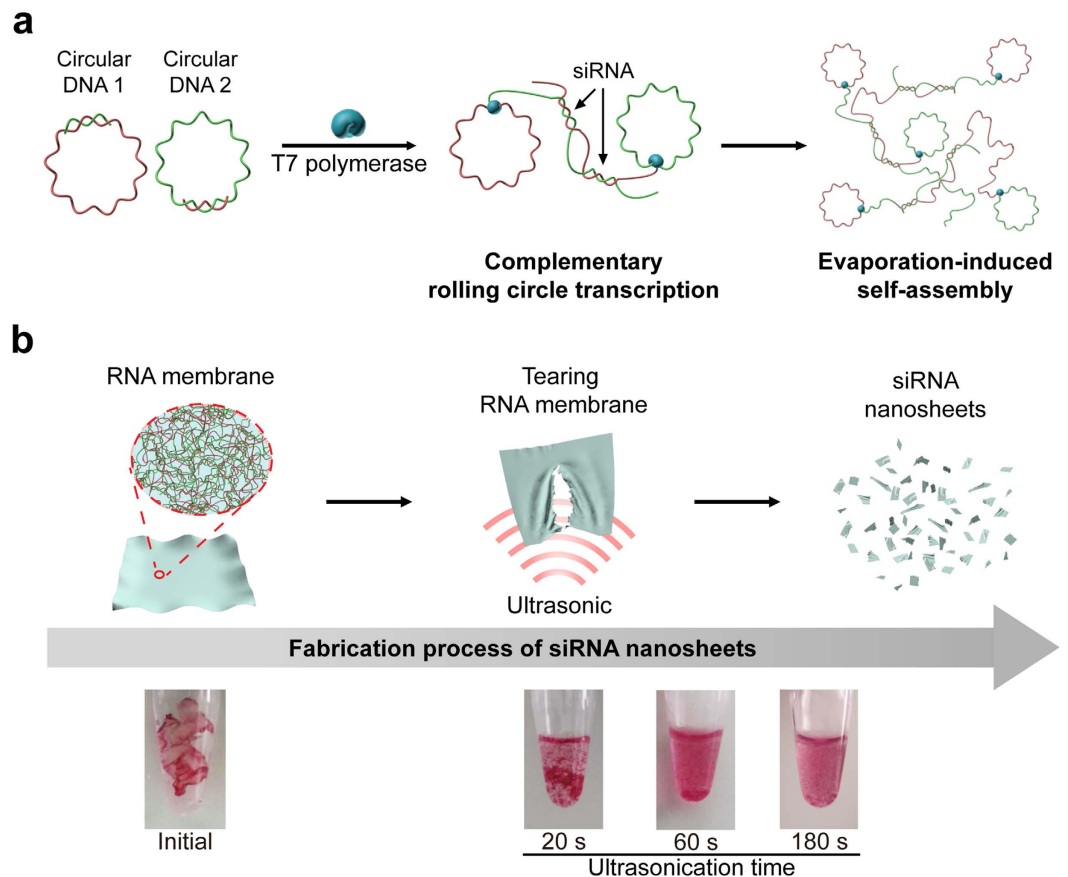 a
Circular
DNA 1
Circular
DNA 2
T7 polymerase
siRNA
Complementary
rolling circle transcription
Evaporation-induced
self-assembly
b
RNA membrane
Tearing
RNA membrane
Ultrasonic
siRNA
nanosheets
Fabrication process of siRNA nanosheets
Initial
20 s
60 s
180 s
Ultrasonication time